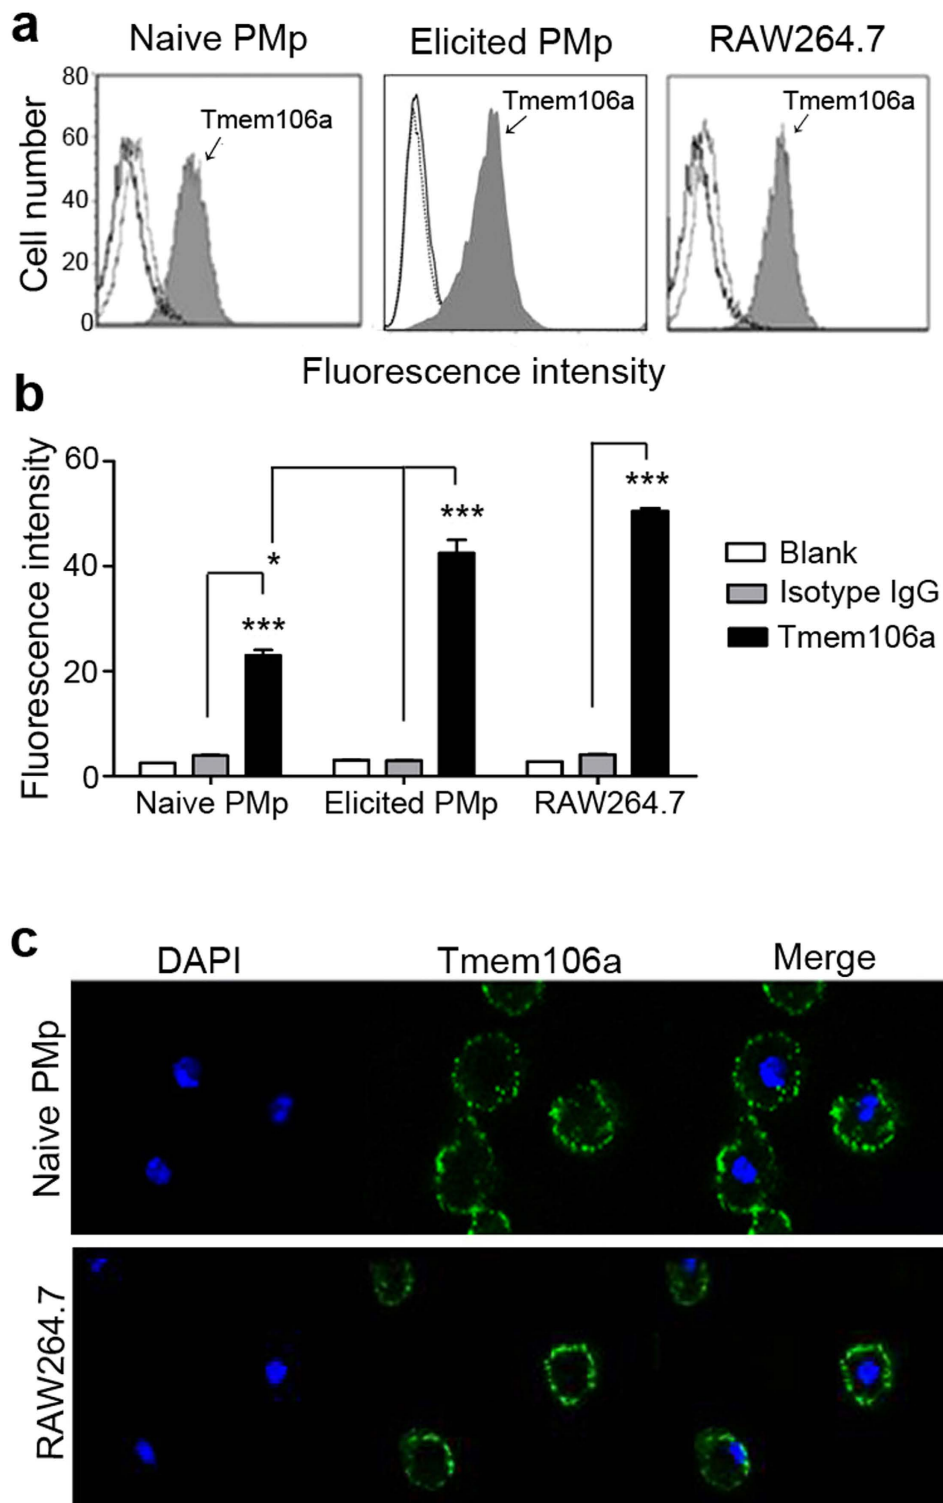 a
Naive PMp Elicited PMp RAW264.7
80
60
40
20
0
Cell number
Tmem106a
Tmem106a
Tmem106a
Fluorescence intensity
b
Fluorescence intensity
60
40
20
0
***
*
***
***
Blank
Isotype IgG
Tmem106a
Naive PMp Elicited PMp RAW264.7
c
DAPI Tmem106a Merge
Naive PMp
RAW264.7